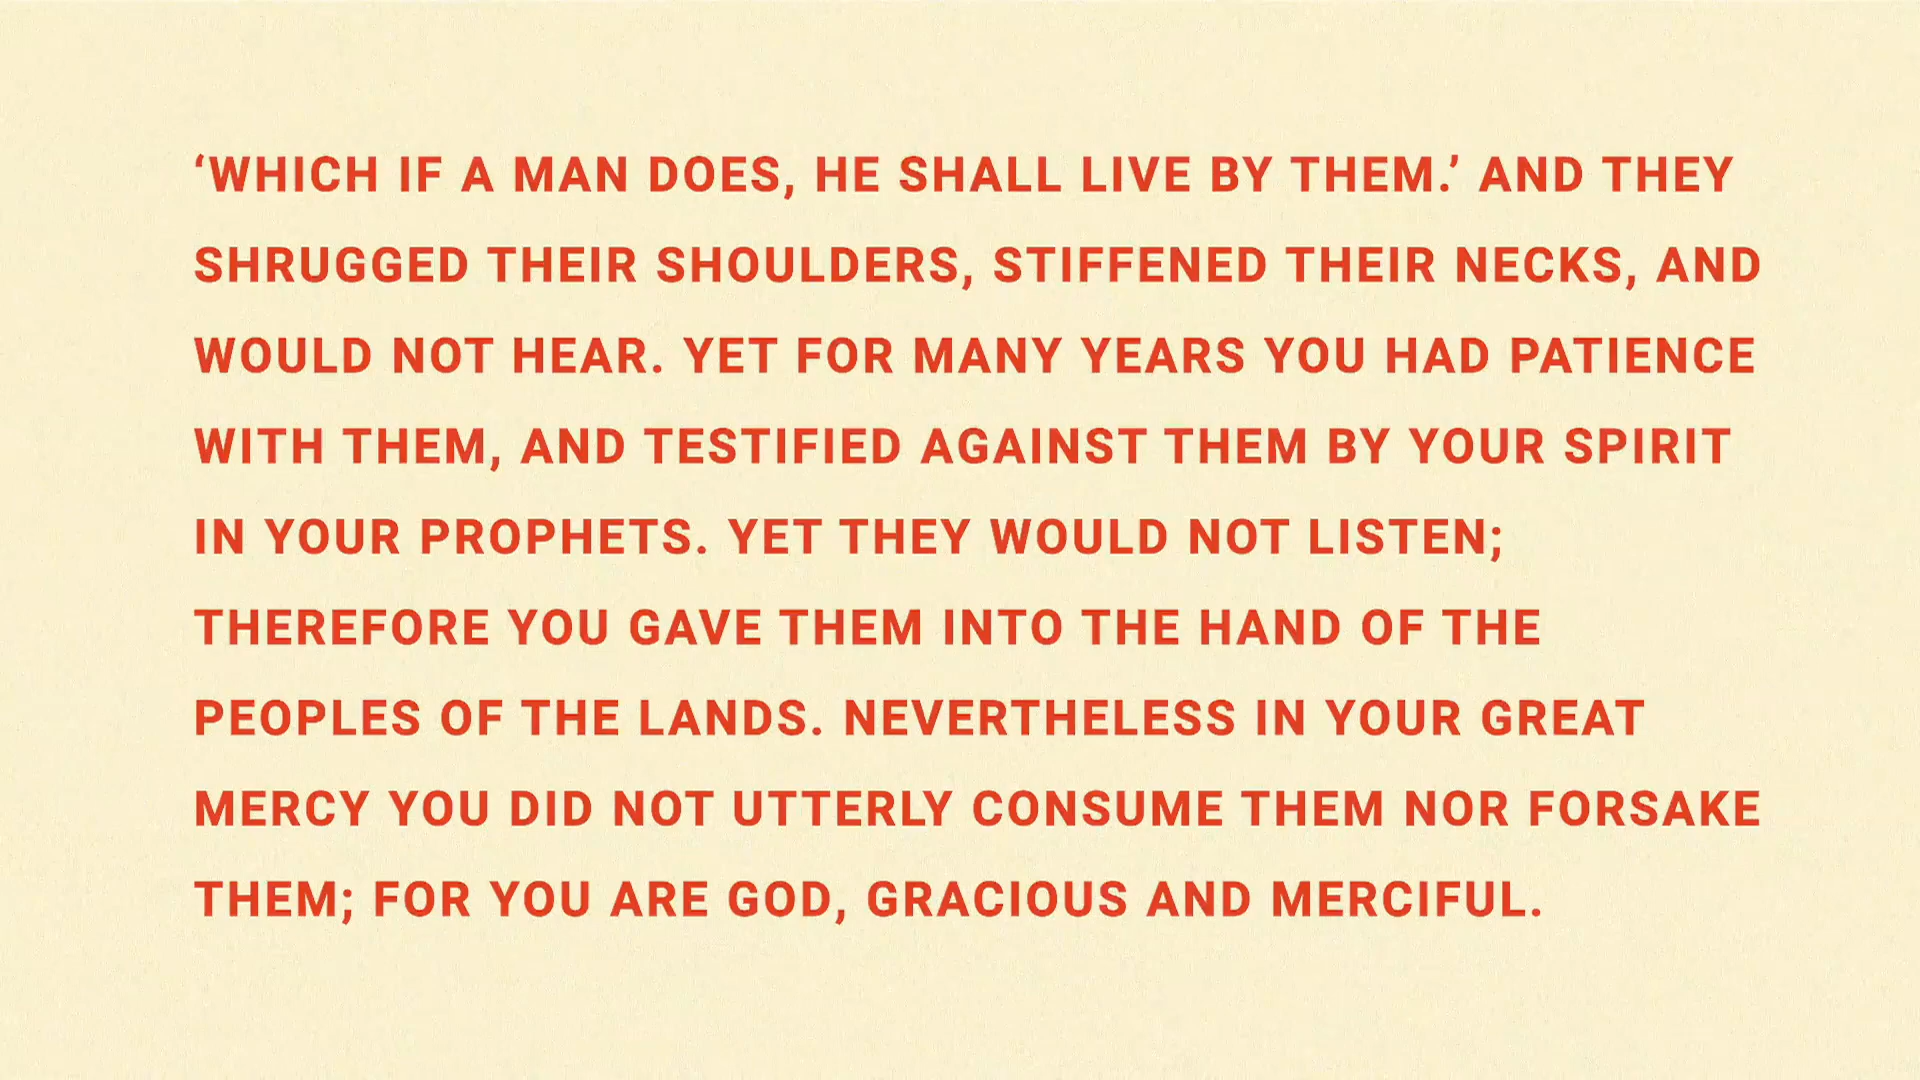 ‘WHICH IF A MAN DOES, HE SHALL LIVE BY THEM.’ AND THEY
SHRUGGED THEIR SHOULDERS, STIFFENED THEIR NECKS, AND
WOULD NOT HEAR. YET FOR MANY YEARS YOU HAD PATIENCE
WITH THEM, AND TESTIFIED AGAINST THEM BY YOUR SPIRIT
IN YOUR PROPHETS. YET THEY WOULD NOT LISTEN;
THEREFORE YOU GAVE THEM INTO THE HAND OF THE
PEOPLES OF THE LANDS. NEVERTHELESS IN YOUR GREAT
MERCY YOU DID NOT UTTERLY CONSUME THEM NOR FORSAKE
THEM; FOR YOU ARE GOD, GRACIOUS AND MERCIFUL.